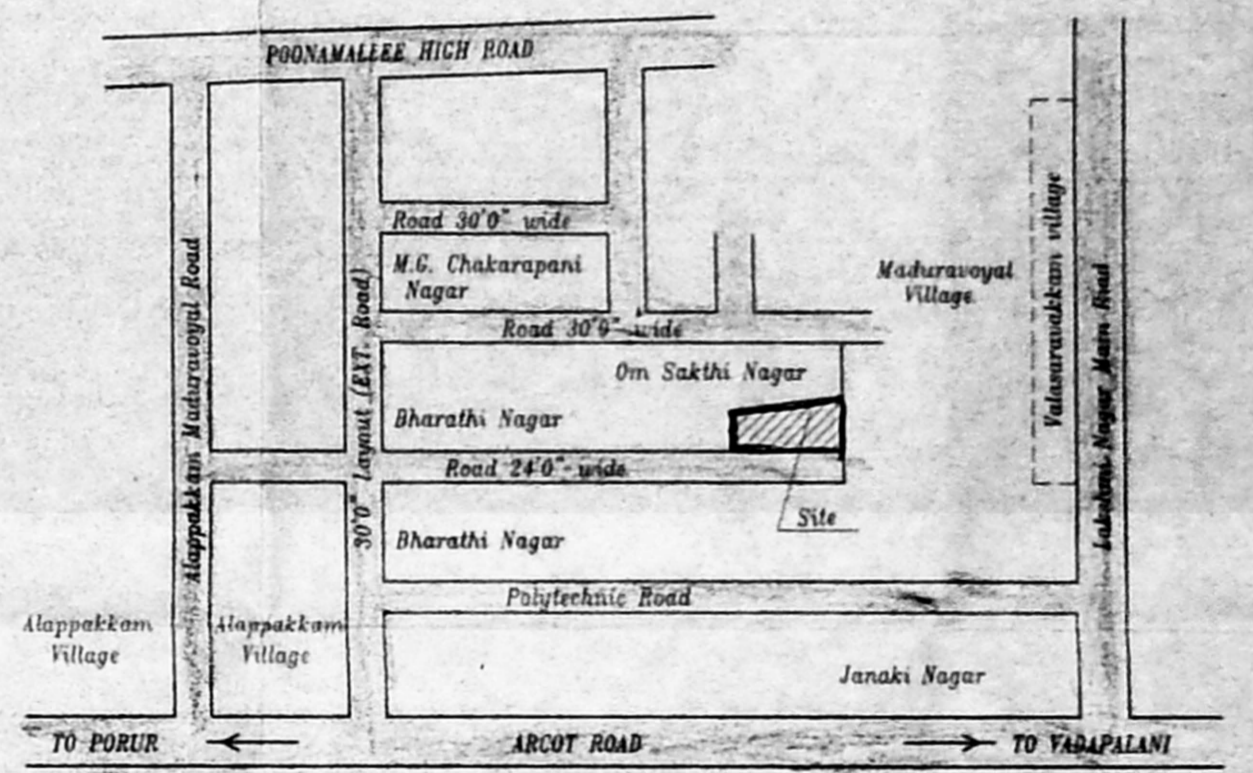 POONAMALLEE HIGH ROAD
Road 30'0" wide
M.G. Chakarapani
Nagar
Maduravoyal
Village
Road 30'0" wide
Om Sakthi Nagar
Bharathi Nagar
Road 24'0" wide
Site
Bharathi Nagar
Polytechnic Road
Alappakkam
Village
Alappakkam
Village
Janaki Nagar
Alappakkam Maduravoyal Road
30'0" Layout (EXT. Road)
Valasaravakkam village
Lakshmi Nagar Main Road
TO PORUR
ARCOT ROAD
TO VADAPALANI